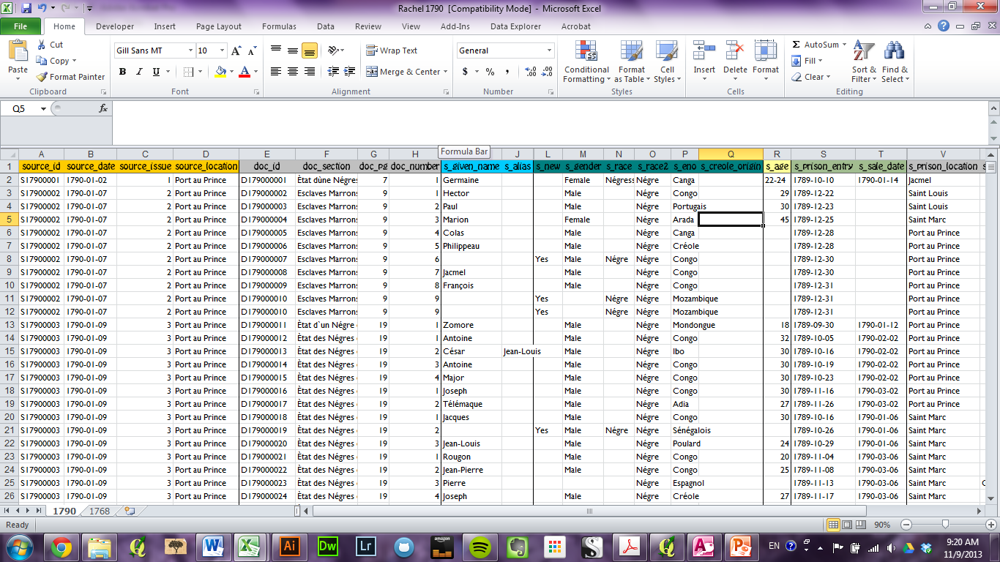 Rachel 1790 [Compatibility Mode] - Microsoft Excel
File Home Developer Insert Page Layout Formulas Data Review View Add-Ins Data Explorer Acrobat
Paste Cut Copy Format Painter Clipboard
Gill Sans MT 10 B I U Font
Wrap Text Merge & Center Alignment
General $ % , Number
Conditional Formatting Format as Table Cell Styles Styles
Insert Delete Format Cells
Σ AutoSum Fill Clear Sort & Filter Find & Select Editing
Q5 fx
Formula Bar
A B C D E F G H J L M N O P Q R S T V
1 source_id source_date source_issue source_location doc_id doc_section doc_pg doc_number s_given_name s_alias s_new s_gender s_race s_race2 s_eno s_creole_origin s_age s_prison_entry s_sale_date s_prison_location
2 S17900001 1790-01-02 1 Port au Prince D179000001 Ètat dùne Négres 7 1 Germaine Female Négress Négre Canga 22-24 1789-10-10 1790-01-14 Jacmel
3 S17900002 1790-01-07 2 Port au Prince D179000002 Esclaves Marrons 9 1 Hector Male Négre Congo 29 1789-12-22 Saint Louis
4 S17900002 1790-01-07 2 Port au Prince D179000003 Esclaves Marrons 9 2 Paul Male Négre Portugais 30 1789-12-23 Saint Louis
5 S17900002 1790-01-07 2 Port au Prince D179000004 Esclaves Marrons 9 3 Marion Female Négre Arada 45 1789-12-25 Saint Marc
6 S17900002 1790-01-07 2 Port au Prince D179000005 Esclaves Marrons 9 4 Colas Male Négre Canga 1789-12-28 Port au Prince
7 S17900002 1790-01-07 2 Port au Prince D179000006 Esclaves Marrons 9 5 Philippeau Male Négre Créole 1789-12-28 Port au Prince
8 S17900002 1790-01-07 2 Port au Prince D179000007 Esclaves Marrons 9 6 Yes Male Négre Négre Congo 1789-12-30 Port au Prince
9 S17900002 1790-01-07 2 Port au Prince D179000008 Esclaves Marrons 9 7 Jacmel Male Négre Congo 1789-12-30 Port au Prince
10 S17900002 1790-01-07 2 Port au Prince D179000009 Esclaves Marrons 9 8 François Male Négre Congo 1789-12-31 Port au Prince
11 S17900002 1790-01-07 2 Port au Prince D179000010 Esclaves Marrons 9 9 Yes Négre Négre Mozambique 1789-12-31 Port au Prince
12 S17900002 1790-01-07 2 Port au Prince D179000010 Esclaves Marrons 9 9 Yes Négre Négre Mozambique 1789-12-31 Port au Prince
13 S17900003 1790-01-09 3 Port au Prince D179000011 Ètat d`un Négre 19 1 Zomore Male Négre Mondongue 18 1789-09-30 1790-01-12 Port au Prince
14 S17900003 1790-01-09 3 Port au Prince D179000012 Ètat des Négres 19 1 Antoine Male Négre Congo 32 1789-10-05 1790-02-02 Port au Prince
15 S17900003 1790-01-09 3 Port au Prince D179000013 Ètat des Négres 19 2 César Jean-Louis Male Négre Ibo 30 1789-10-16 1790-02-02 Port au Prince
16 S17900003 1790-01-09 3 Port au Prince D179000014 Ètat des Négres 19 3 Antoine Male Négre Congo 30 1789-10-19 1790-02-02 Port au Prince
17 S17900003 1790-01-09 3 Port au Prince D179000015 Ètat des Négres 19 4 Major Male Négre Congo 30 1789-10-23 1790-02-02 Port au Prince
18 S17900003 1790-01-09 3 Port au Prince D179000016 Ètat des Négres 19 1 Joseph Male Négre Congo 30 1789-11-16 1790-03-02 Port au Prince
19 S17900003 1790-01-09 3 Port au Prince D179000017 Ètat des Négres 19 2 Télémaque Male Négre Adia 27 1789-11-26 1790-03-02 Port au Prince
20 S17900003 1790-01-09 3 Port au Prince D179000018 Ètat des Négres 19 1 Jacques Male Négre Congo 30 1789-10-16 1790-01-06 Saint Marc
21 S17900003 1790-01-09 3 Port au Prince D179000019 Ètat des Négres 19 2 Yes Male Négre Négre Sénégalois 1789-10-26 1790-01-06 Saint Marc
22 S17900003 1790-01-09 3 Port au Prince D179000020 Ètat des Négres 19 3 Jean-Louis Male Négre Poulard 24 1789-10-29 1790-01-06 Saint Marc
23 S17900003 1790-01-09 3 Port au Prince D179000021 Ètat des Négres 19 1 Rougon Male Négre Congo 20 1789-11-04 1790-03-06 Saint Marc
24 S17900003 1790-01-09 3 Port au Prince D179000022 Ètat des Négres 19 2 Jean-Pierre Male Négre Congo 25 1789-11-08 1790-03-06 Saint Marc
25 S17900003 1790-01-09 3 Port au Prince D179000023 Ètat des Négres 19 3 Pierre Négre Espagnol 1789-11-13 1790-03-06 Saint Marc
26 S17900003 1790-01-09 3 Port au Prince D179000024 Ètat des Négres 19 4 Joseph Male Négre Créole 27 1789-11-17 1790-03-06 Saint Marc
1790 1768
Ready 90%
Ai Dw Lr amazon
EN 9:20 AM
11/9/2013